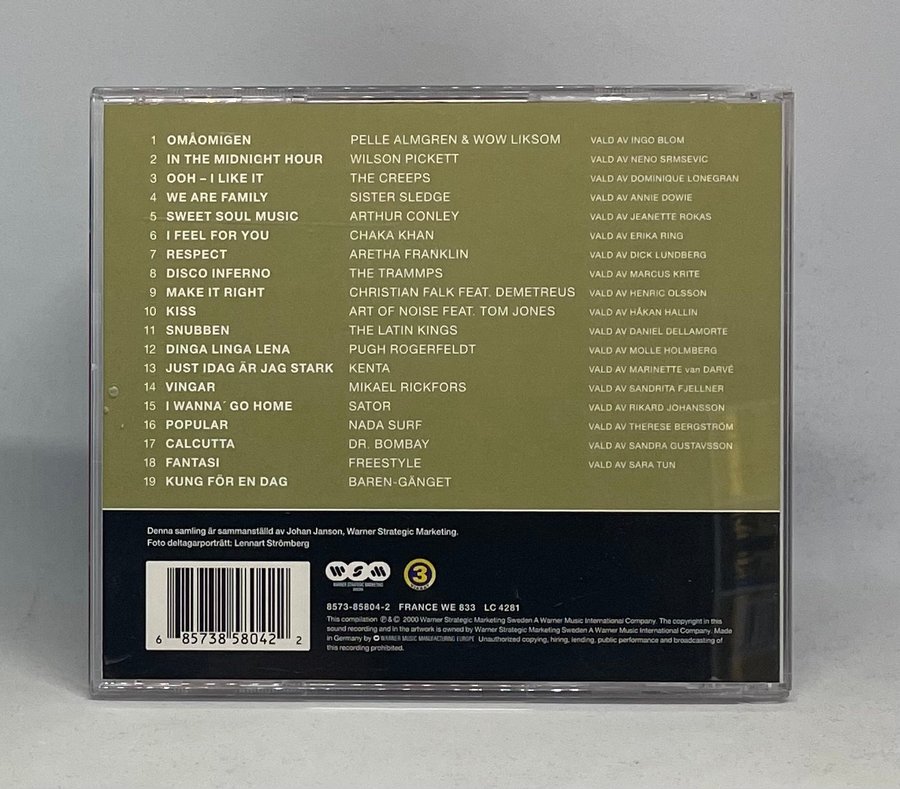 1 OMÅOMIGEN PELLE ALMGREN & WOW LIKSOM VALD AV INGO BLOM
2 IN THE MIDNIGHT HOUR WILSON PICKETT VALD AV NENO SRMSEVIC
3 OOH – I LIKE IT THE CREEPS VALD AV DOMINIQUE LÖNEGRAN
4 WE ARE FAMILY SISTER SLEDGE VALD AV ANNIE DOWIE
5 SWEET SOUL MUSIC ARTHUR CONLEY VALD AV JEANETTE ROKAS
6 I FEEL FOR YOU CHAKA KHAN VALD AV ERIKA RING
7 RESPECT ARETHA FRANKLIN VALD AV DICK LUNDBERG
8 DISCO INFERNO THE TRAMMPS VALD AV MARCUS KRITE
9 MAKE IT RIGHT CHRISTIAN FALK FEAT. DEMETREUS VALD AV HENRIC OLSSON
10 KISS ART OF NOISE FEAT. TOM JONES VALD AV HÅKAN HALLIN
11 SNUBBEN THE LATIN KINGS VALD AV DANIEL DELLAMORTE
12 DINGA LINGA LENA PUGH ROGERFELDT VALD AV MOLLE HOLMBERG
13 JUST IDAG ÄR JAG STARK KENTA VALD AV MARINETTE van DARVÉ
14 VINGAR MIKAEL RICKFORS VALD AV SANDRITA FJELLNER
15 I WANNA´ GO HOME SATOR VALD AV RIKARD JOHANSSON
16 POPULAR NADA SURF VALD AV THERESE BERGSTRÖM
17 CALCUTTA DR. BOMBAY VALD AV SANDRA GUSTAVSSON
18 FANTASI FREESTYLE VALD AV SARA TUN
19 KUNG FÖR EN DAG BAREN-GÄNGET
Denna samling är sammanställd av Johan Janson, Warner Strategic Marketing.
Foto deltagarporträtt: Lennart Strömberg
WSM
WARNER STRATEGIC MARKETING
SWEDEN
3
VIASAT
6 85738 58042 2
8573-85804-2 FRANCE WE 833 LC 4281
This compilation ℗ & © 2000 Warner Strategic Marketing Sweden A Warner Music International Company. The copyright in this
sound recording and in the artwork is owned by Warner Strategic Marketing Sweden A Warner Music International Company. Made
in Germany by WARNER MUSIC MANUFACTURING EUROPE Unauthorized copying, hiring, lending, public performance and broadcasting of
this recording prohibited.